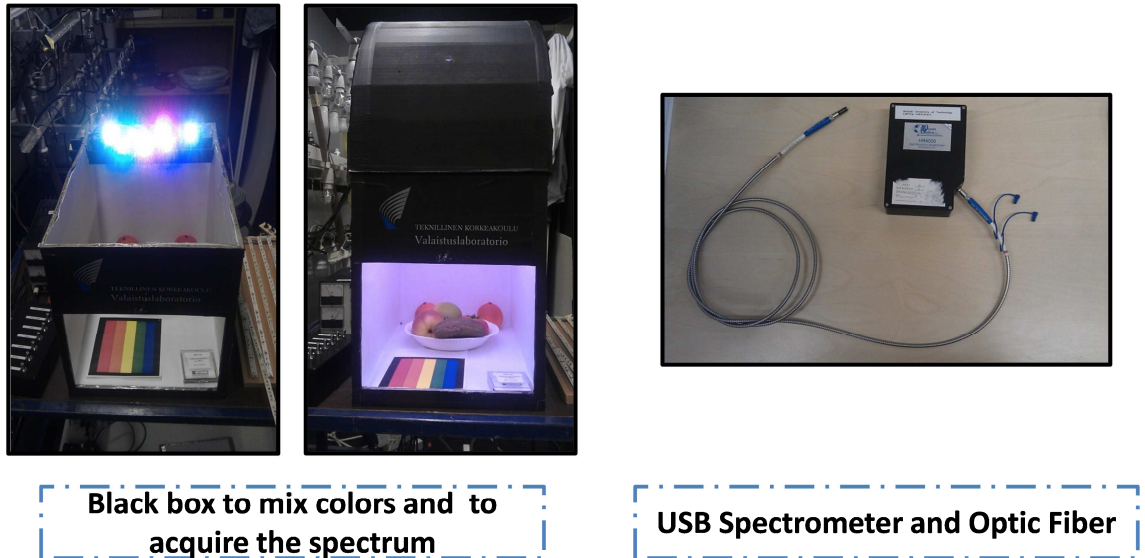 TEKNILLINEN KORKEAKOULU
Valaistuslaboratorio
TEKNILLINEN KORKEAKOULU
Valaistuslaboratorio
HR4000
Black box to mix colors and to
acquire the spectrum
USB Spectrometer and Optic Fiber